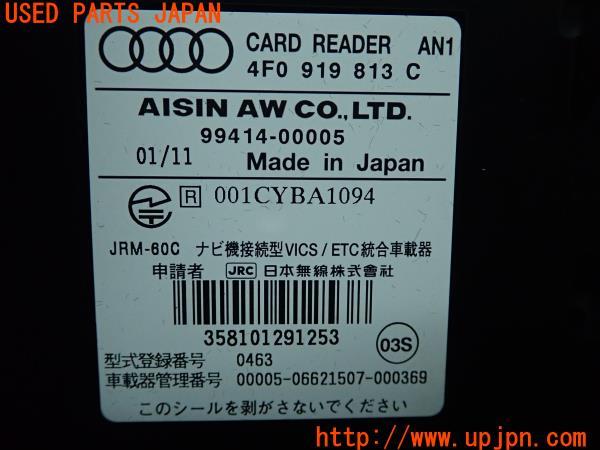 USED PARTS JAPAN
CARD READER AN1
4F0 919 813 C
AISIN AW CO.,LTD.
99414-00005
01/11 Made in Japan
R 001CYBA1094
JRM-60C ナビ機接続型VICS/ETC統合車載器
申請者 JRC 日本無線株式会社
358101291253
03S
型式登録番号 0463
車載器管理番号 00005-06621507-000369
このシールを剥がさないでください
http://www.upjpn.com